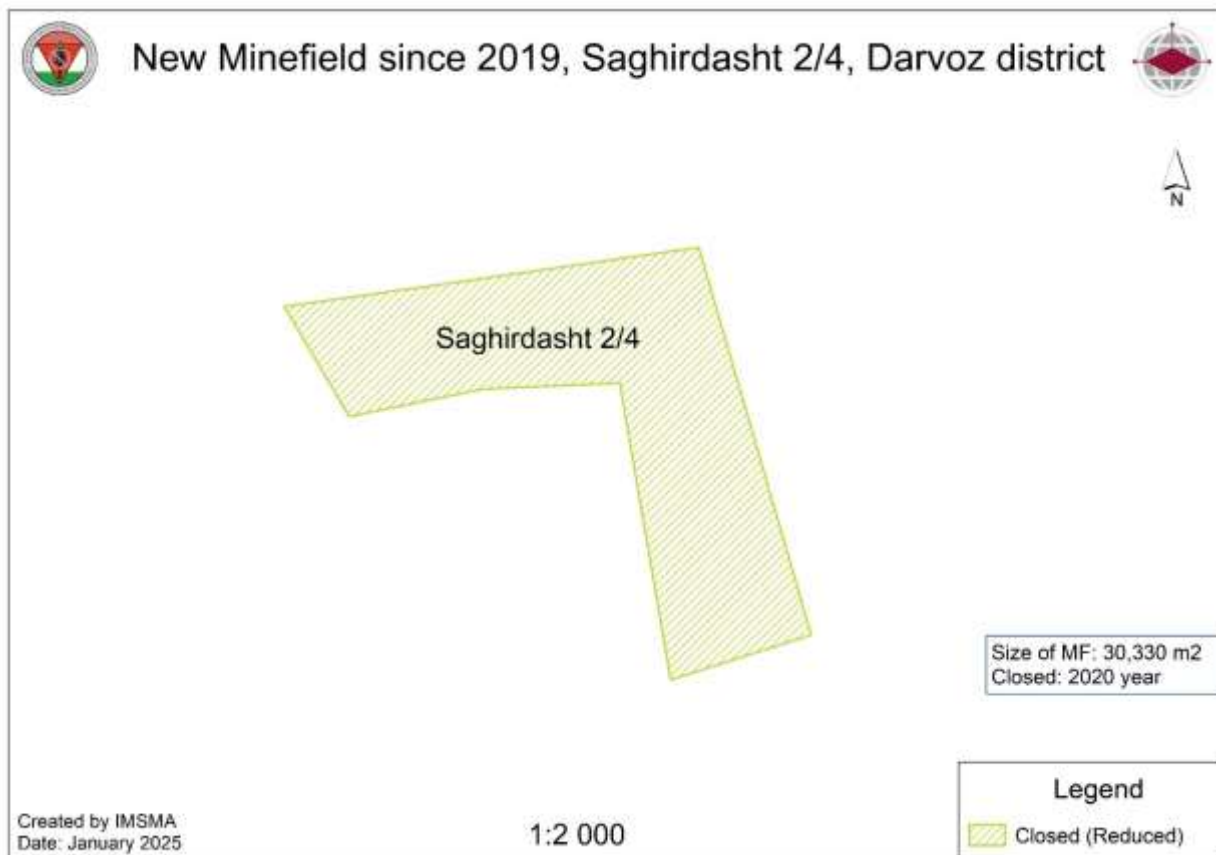 New Minefield since 2019, Saghirdasht 2/4, Darvoz district
N
Saghirdasht 2/4
Size of MF: 30,330 m2
Closed: 2020 year
Legend
Closed (Reduced)
Created by IMSMA
Date: January 2025
1:2 000